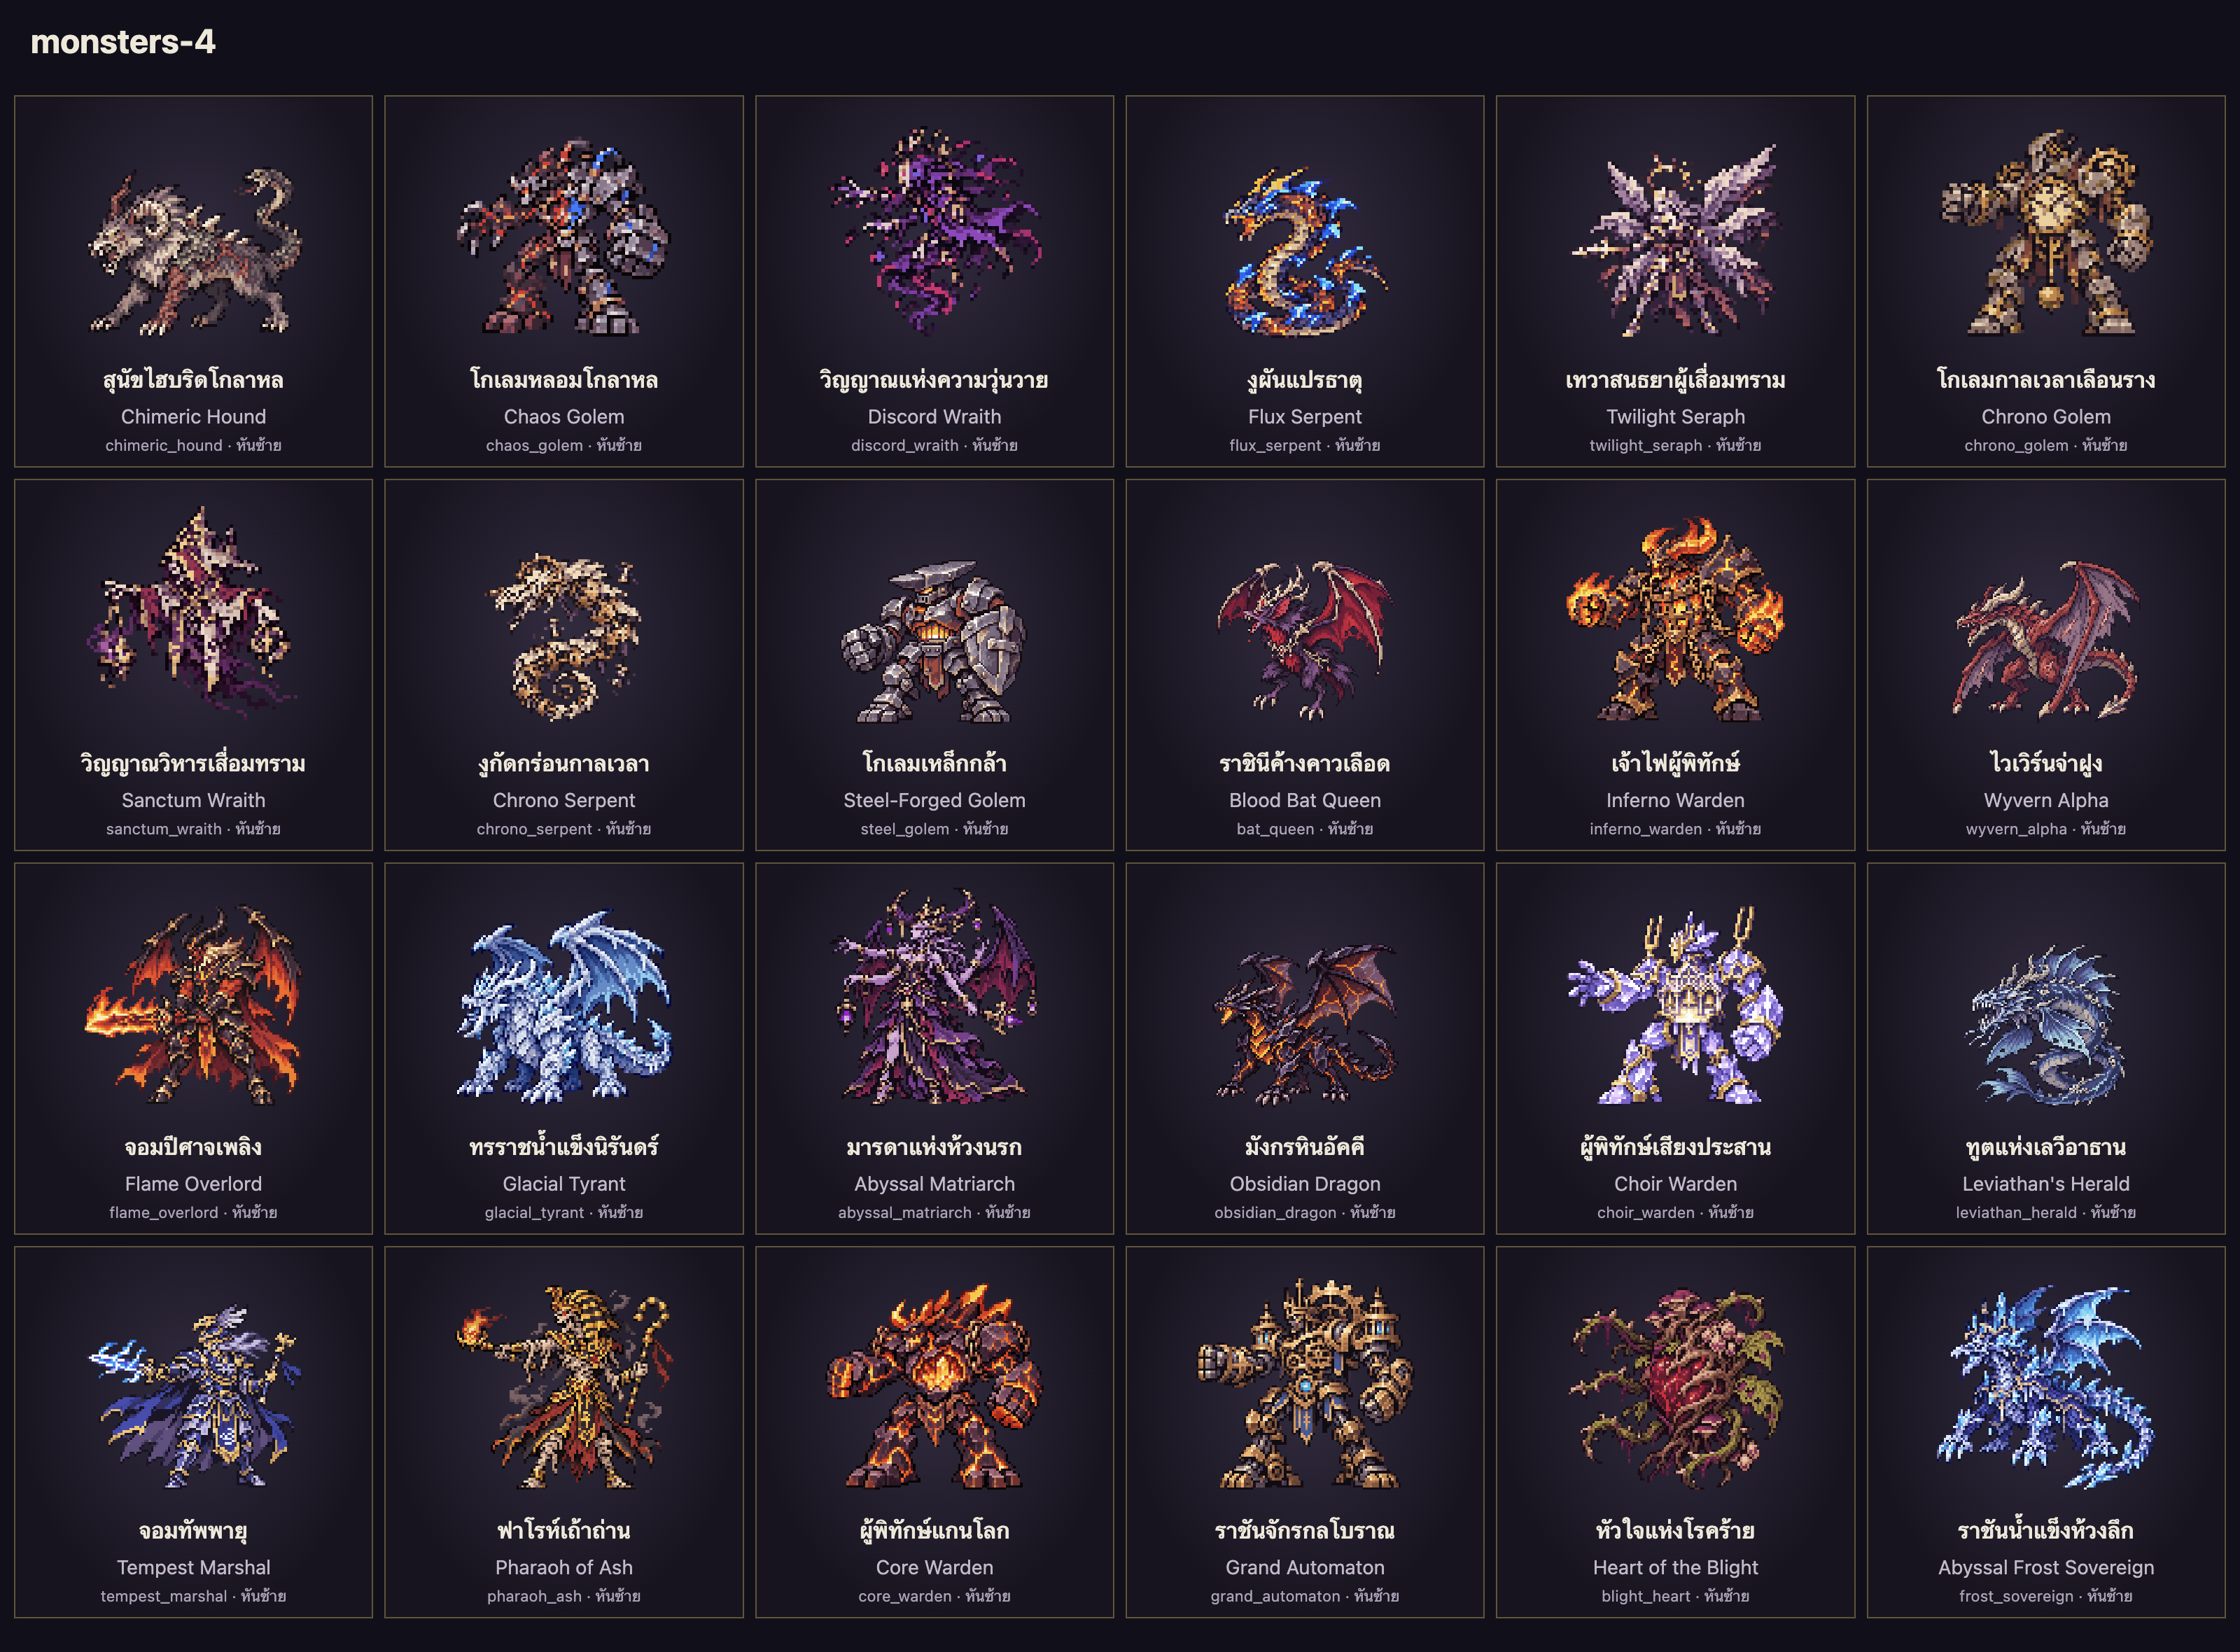 monsters-4
สุนัขไฮบริดโกลาหล
Chimeric Hound
chimeric_hound · หันซ้าย
โกเลมหลอมโกลาหล
Chaos Golem
chaos_golem · หันซ้าย
วิญญาณแห่งความวุ่นวาย
Discord Wraith
discord_wraith · หันซ้าย
งูผันแปรธาตุ
Flux Serpent
flux_serpent · หันซ้าย
เทวาสนธยาผู้เสื่อมทราม
Twilight Seraph
twilight_seraph · หันซ้าย
โกเลมกาลเวลาเลือนราง
Chrono Golem
chrono_golem · หันซ้าย
วิญญาณวิหารเสื่อมทราม
Sanctum Wraith
sanctum_wraith · หันซ้าย
งูกัดกร่อนกาลเวลา
Chrono Serpent
chrono_serpent · หันซ้าย
โกเลมเหล็กกล้า
Steel-Forged Golem
steel_golem · หันซ้าย
ราชินีค้างคาวเลือด
Blood Bat Queen
bat_queen · หันซ้าย
เจ้าไฟผู้พิทักษ์
Inferno Warden
inferno_warden · หันซ้าย
ไวเวิร์นจ่าฝูง
Wyvern Alpha
wyvern_alpha · หันซ้าย
จอมปีศาจเพลิง
Flame Overlord
flame_overlord · หันซ้าย
ทรราชน้ำแข็งนิรันดร์
Glacial Tyrant
glacial_tyrant · หันซ้าย
มารดาแห่งห้วงนรก
Abyssal Matriarch
abyssal_matriarch · หันซ้าย
มังกรหินอัคคี
Obsidian Dragon
obsidian_dragon · หันซ้าย
ผู้พิทักษ์เสียงประสาน
Choir Warden
choir_warden · หันซ้าย
ทูตแห่งเลวีอาธาน
Leviathan's Herald
leviathan_herald · หันซ้าย
จอมทัพพายุ
Tempest Marshal
tempest_marshal · หันซ้าย
ฟาโรห์เถ้าถ่าน
Pharaoh of Ash
pharaoh_ash · หันซ้าย
ผู้พิทักษ์แกนโลก
Core Warden
core_warden · หันซ้าย
ราชันจักรกลโบราณ
Grand Automaton
grand_automaton · หันซ้าย
หัวใจแห่งโรคร้าย
Heart of the Blight
blight_heart · หันซ้าย
ราชันน้ำแข็งห้วงลึก
Abyssal Frost Sovereign
frost_sovereign · หันซ้าย